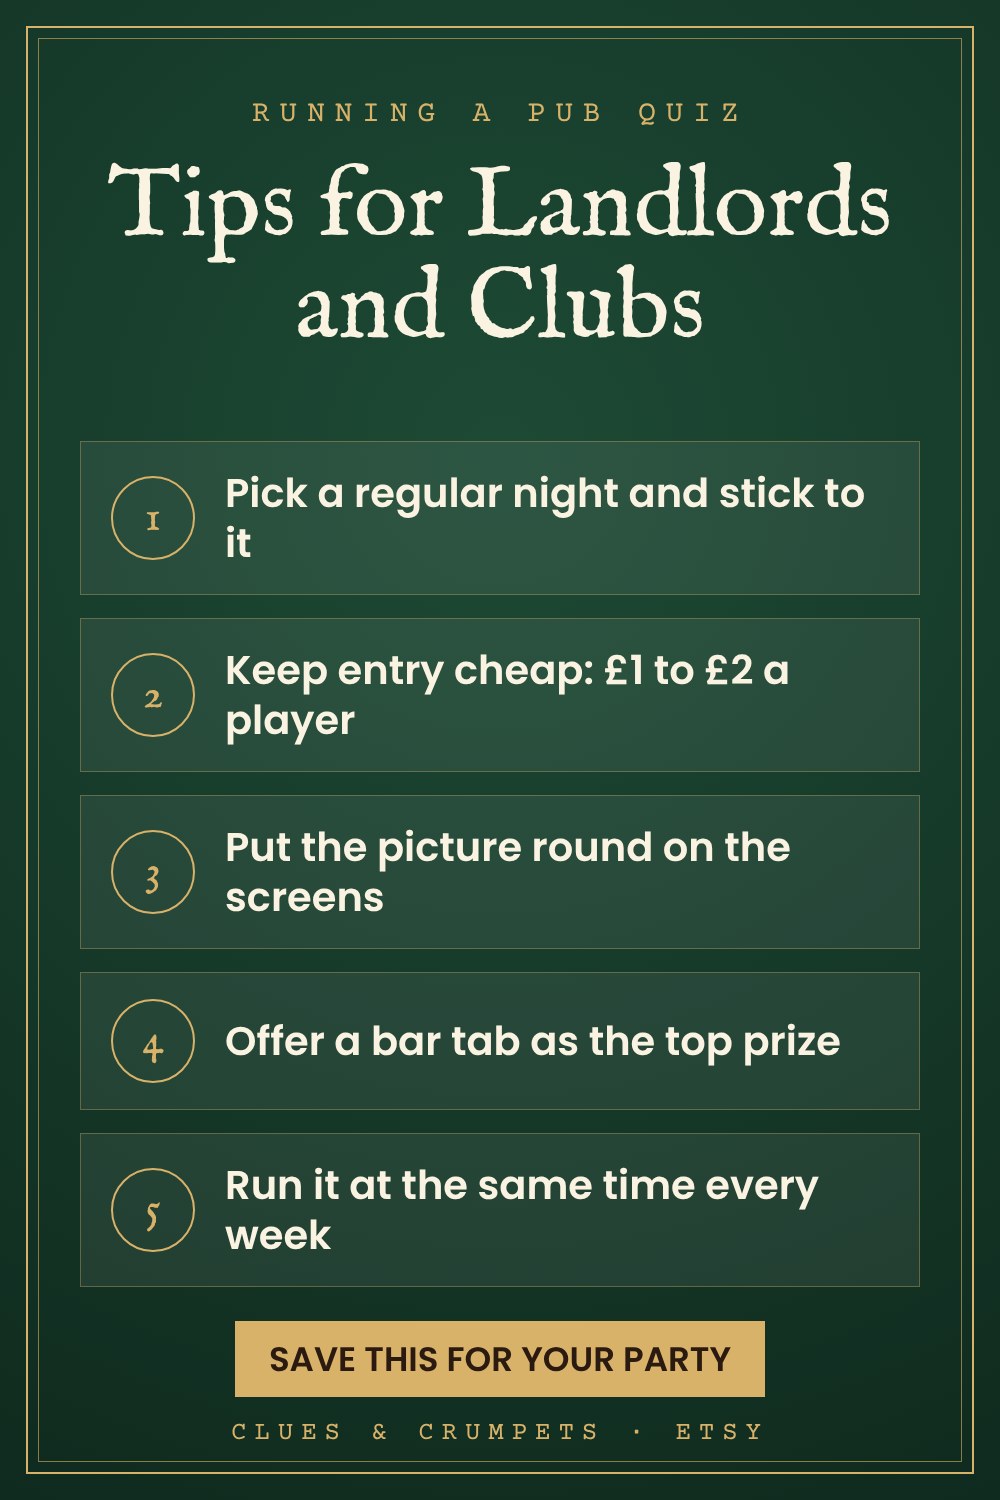 RUNNING A PUB QUIZ
Tips for Landlords
and Clubs
1
Pick a regular night and stick to
it
2
Keep entry cheap: £1 to £2 a
player
3
Put the picture round on the
screens
4
Offer a bar tab as the top prize
5
Run it at the same time every
week
SAVE THIS FOR YOUR PARTY
CLUES & CRUMPETS · ETSY